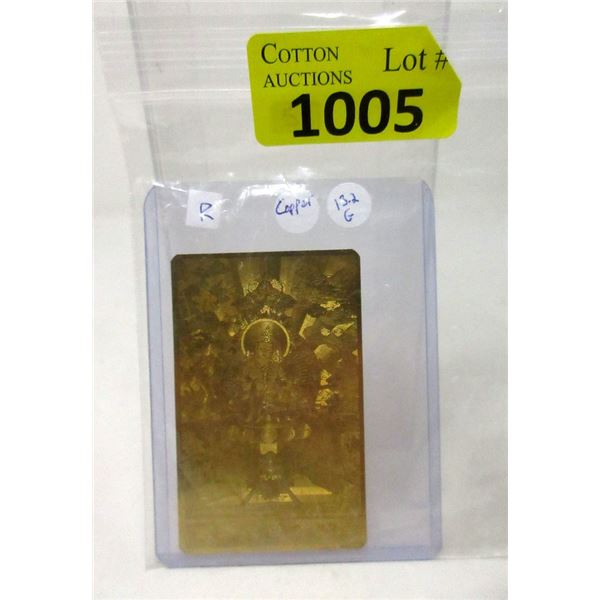 COTTON
AUCTIONS
Lot #
1005
R
Copper
13.2
G